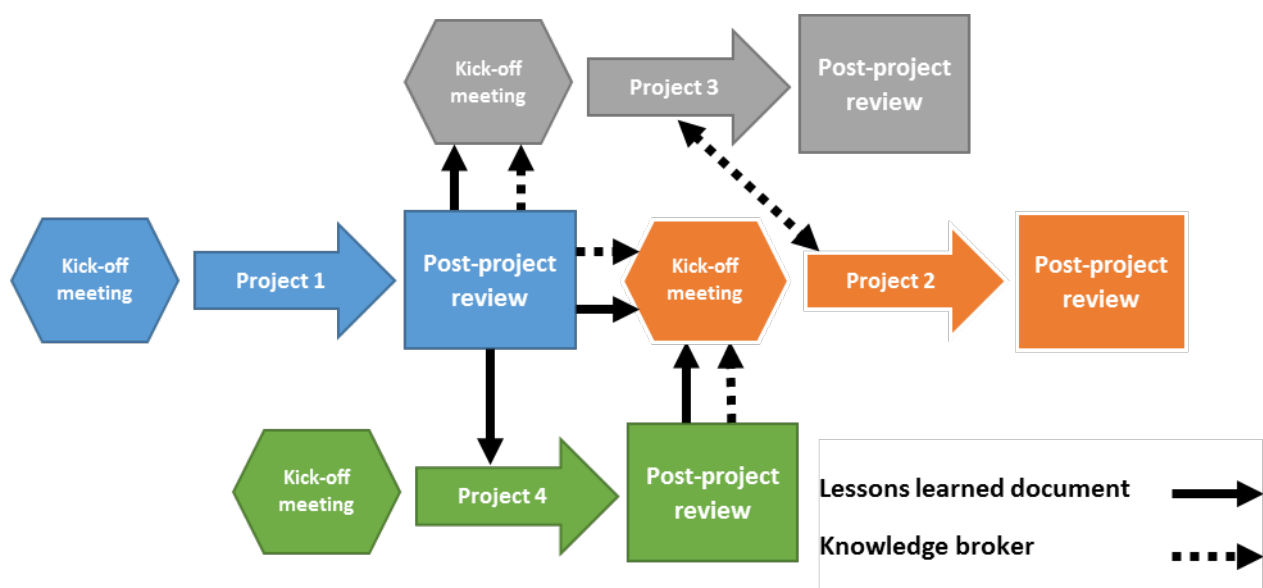 Kick-off
meeting
Project 3
Post-project
review
Kick-off
meeting
Project 1
Post-project
review
Kick-off
meeting
Project 2
Post-project
review
Kick-off
meeting
Project 4
Post-project
review
Lessons learned document
Knowledge broker